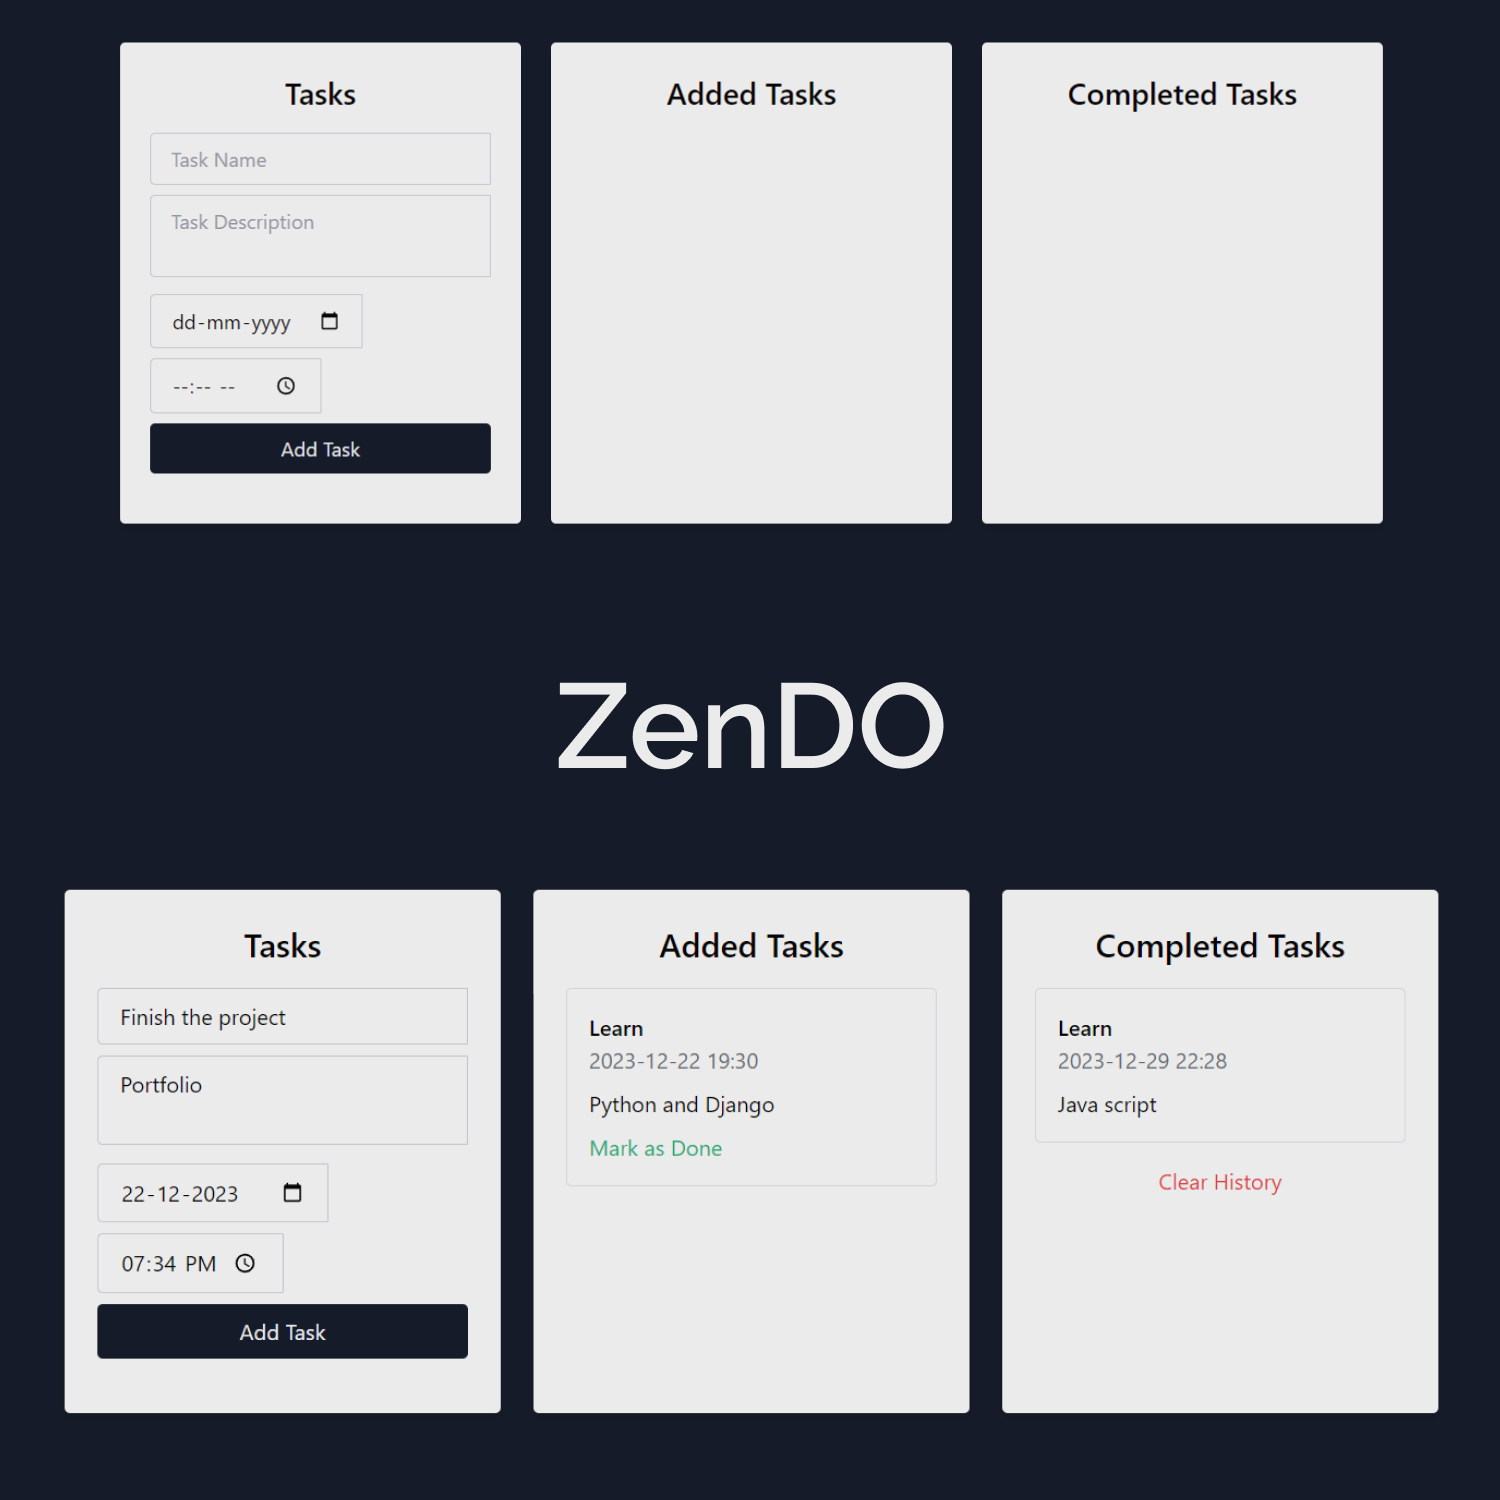 Tasks
Task Name
Task Description
dd-mm-yyyy
--:-- --
Add Task
Added Tasks
Completed Tasks
ZenDO
Tasks
Finish the project
Portfolio
22-12-2023
07:34 PM
Add Task
Added Tasks
Learn
2023-12-22 19:30
Python and Django
Mark as Done
Completed Tasks
Learn
2023-12-29 22:28
Java script
Clear History